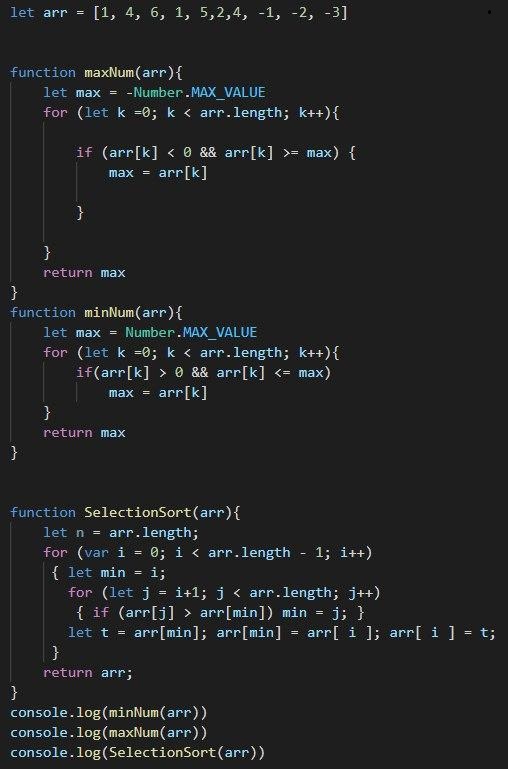 let arr = [1, 4, 6, 1, 5,2,4, -1, -2, -3]
function maxNum(arr){
let max = -Number.MAX_VALUE
for (let k =0; k < arr.length; k++){
if (arr[k] < 0 && arr[k] >= max) {
max = arr[k]
}
}
return max
}
function minNum(arr){
let max = Number.MAX_VALUE
for (let k =0; k < arr.length; k++){
if(arr[k] > 0 && arr[k] <= max)
max = arr[k]
}
return max
}
function SelectionSort(arr){
let n = arr.length;
for (var i = 0; i < arr.length - 1; i++)
{ let min = i;
for (let j = i+1; j < arr.length; j++)
{ if (arr[j] > arr[min]) min = j; }
let t = arr[min]; arr[min] = arr[ i ]; arr[ i ] = t;
}
return arr;
}
console.log(minNum(arr))
console.log(maxNum(arr))
console.log(SelectionSort(arr))